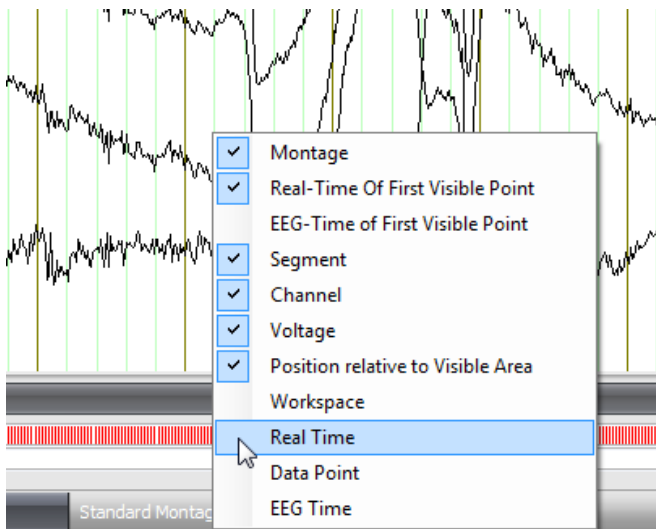 Montage
Real-Time Of First Visible Point
EEG-Time of First Visible Point
Segment
Channel
Voltage
Position relative to Visible Area
Workspace
Real Time
Data Point
EEG Time
Standard